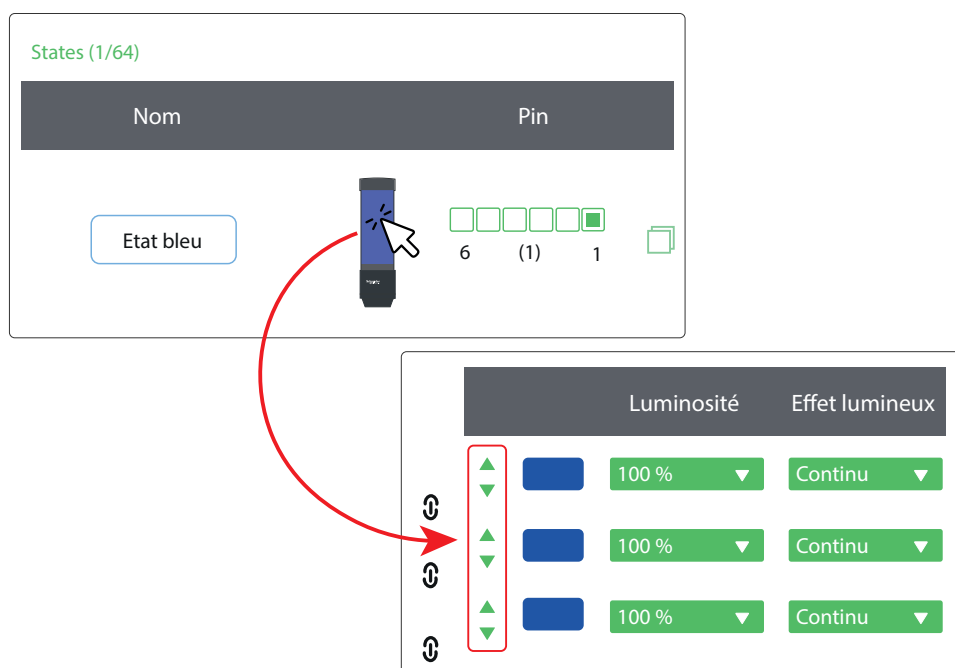 States (1/64)
Nom Pin
Etat bleu
6 (1) 1
Luminosité Effet lumineux
100 % Continu
100 % Continu
100 % Continu